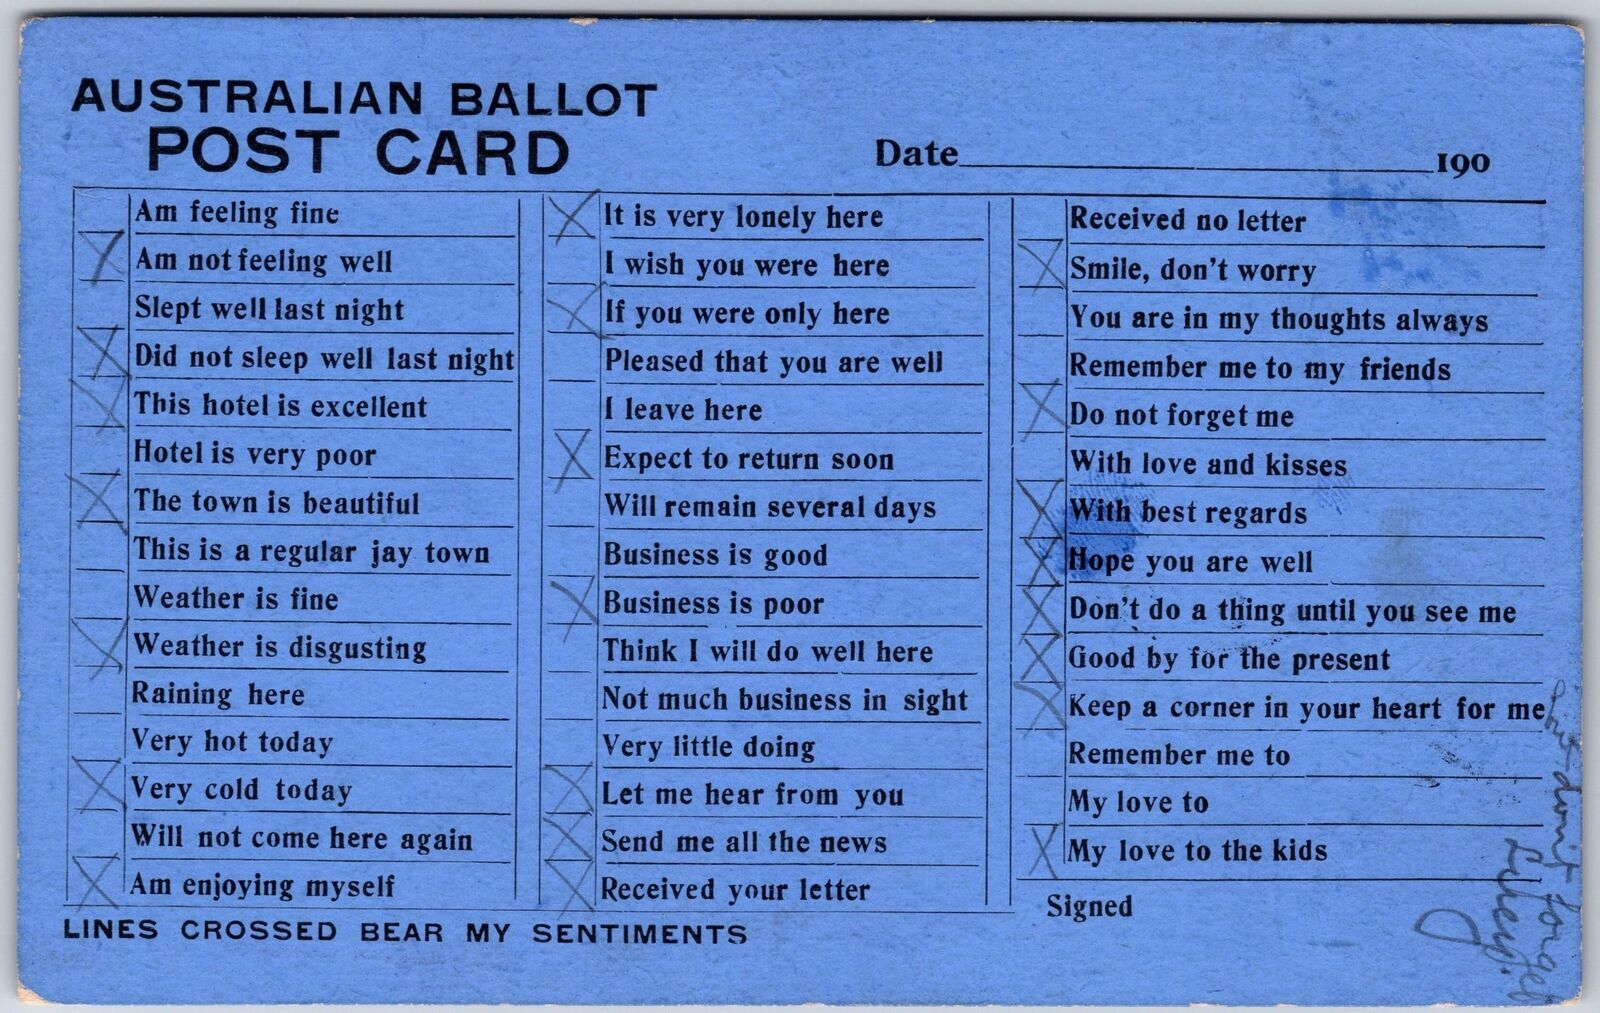 AUSTRALIAN BALLOT
POST CARD
Date 190
Am feeling fine
Am not feeling well
Slept well last night
Did not sleep well last night
This hotel is excellent
Hotel is very poor
The town is beautiful
This is a regular jay town
Weather is fine
Weather is disgusting
Raining here
Very hot today
Very cold today
Will not come here again
Am enjoying myself
It is very lonely here
I wish you were here
If you were only here
Pleased that you are well
I leave here
Expect to return soon
Will remain several days
Business is good
Business is poor
Think I will do well here
Not much business in sight
Very little doing
Let me hear from you
Send me all the news
Received your letter
Received no letter
Smile, don't worry
You are in my thoughts always
Remember me to my friends
Do not forget me
With love and kisses
With best regards
Hope you are well
Don't do a thing until you see me
Good by for the present
Keep a corner in your heart for me
Remember me to
My love to
My love to the kids
Signed
LINES CROSSED BEAR MY SENTIMENTS
don't forget